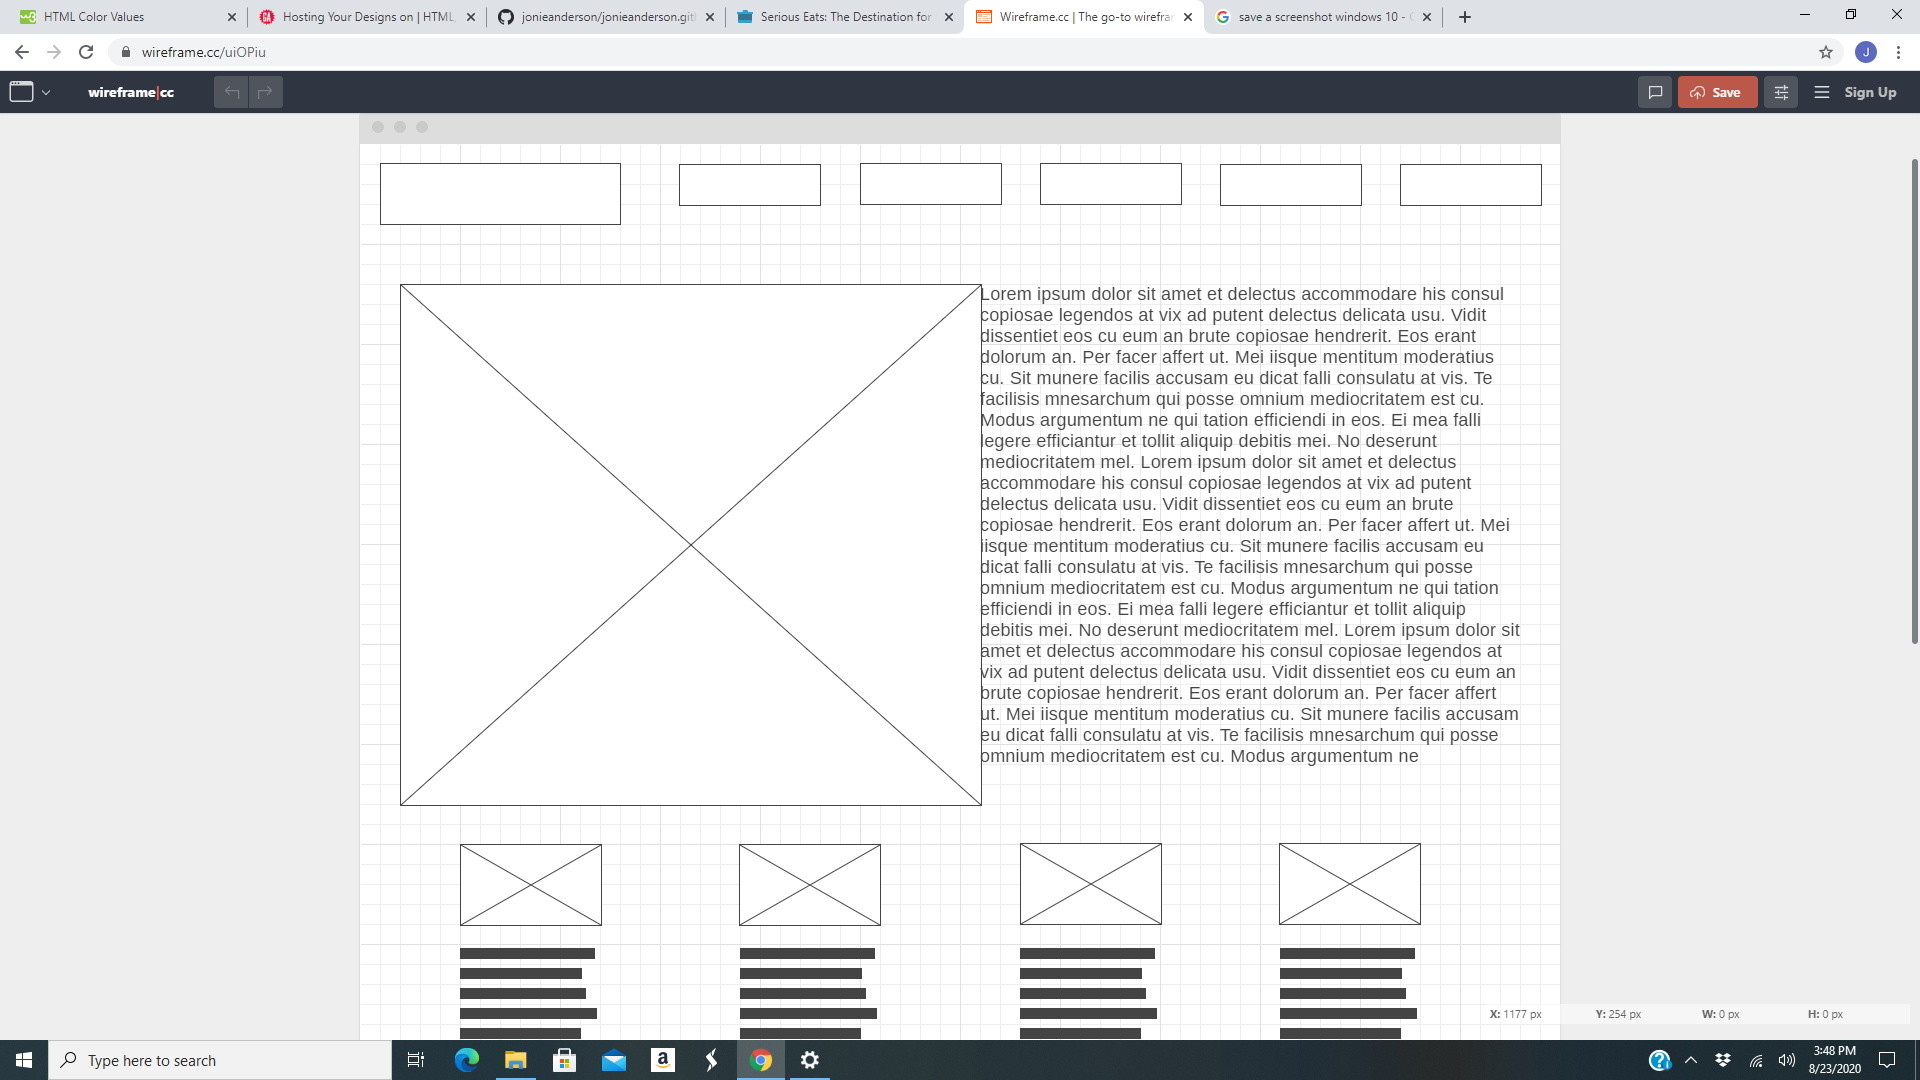 HTML Color Values
Hosting Your Designs on | HTML,
jonieanderson/jonieanderson.git
Serious Eats: The Destination for
Wireframe.cc | The go-to wirefra
save a screenshot windows 10 -
wireframe.cc/uiOPiu
J
wireframe|cc
Save
Sign Up
Lorem ipsum dolor sit amet et delectus accommodare his consul
copiosae legendos at vix ad putent delectus delicata usu. Vidit
dissentiet eos cu eum an brute copiosae hendrerit. Eos erant
dolorum an. Per facer affert ut. Mei iisque mentitum moderatius
cu. Sit munere facilis accusam eu dicat falli consulatu at vis. Te
facilisis mnesarchum qui posse omnium mediocritatem est cu.
Modus argumentum ne qui tation efficiendi in eos. Ei mea falli
legere efficiantur et tollit aliquip debitis mei. No deserunt
mediocritatem mel. Lorem ipsum dolor sit amet et delectus
accommodare his consul copiosae legendos at vix ad putent
delectus delicata usu. Vidit dissentiet eos cu eum an brute
copiosae hendrerit. Eos erant dolorum an. Per facer affert ut. Mei
iisque mentitum moderatius cu. Sit munere facilis accusam eu
dicat falli consulatu at vis. Te facilisis mnesarchum qui posse
omnium mediocritatem est cu. Modus argumentum ne qui tation
efficiendi in eos. Ei mea falli legere efficiantur et tollit aliquip
debitis mei. No deserunt mediocritatem mel. Lorem ipsum dolor sit
amet et delectus accommodare his consul copiosae legendos at
vix ad putent delectus delicata usu. Vidit dissentiet eos cu eum an
brute copiosae hendrerit. Eos erant dolorum an. Per facer affert
ut. Mei iisque mentitum moderatius cu. Sit munere facilis accusam
eu dicat falli consulatu at vis. Te facilisis mnesarchum qui posse
omnium mediocritatem est cu. Modus argumentum ne
X: 1177 px Y: 254 px W: 0 px H: 0 px
Type here to search
3:48 PM
8/23/2020